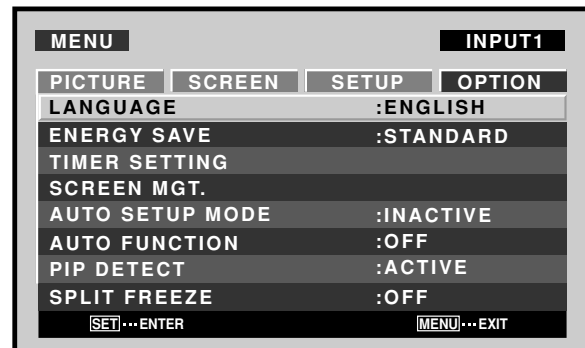 MENU INPUT1
PICTURE SCREEN SETUP OPTION
LANGUAGE :ENGLISH
ENERGY SAVE :STANDARD
TIMER SETTING
SCREEN MGT.
AUTO SETUP MODE :INACTIVE
AUTO FUNCTION :OFF
PIP DETECT :ACTIVE
SPLIT FREEZE :OFF
SET···ENTER MENU···EXIT